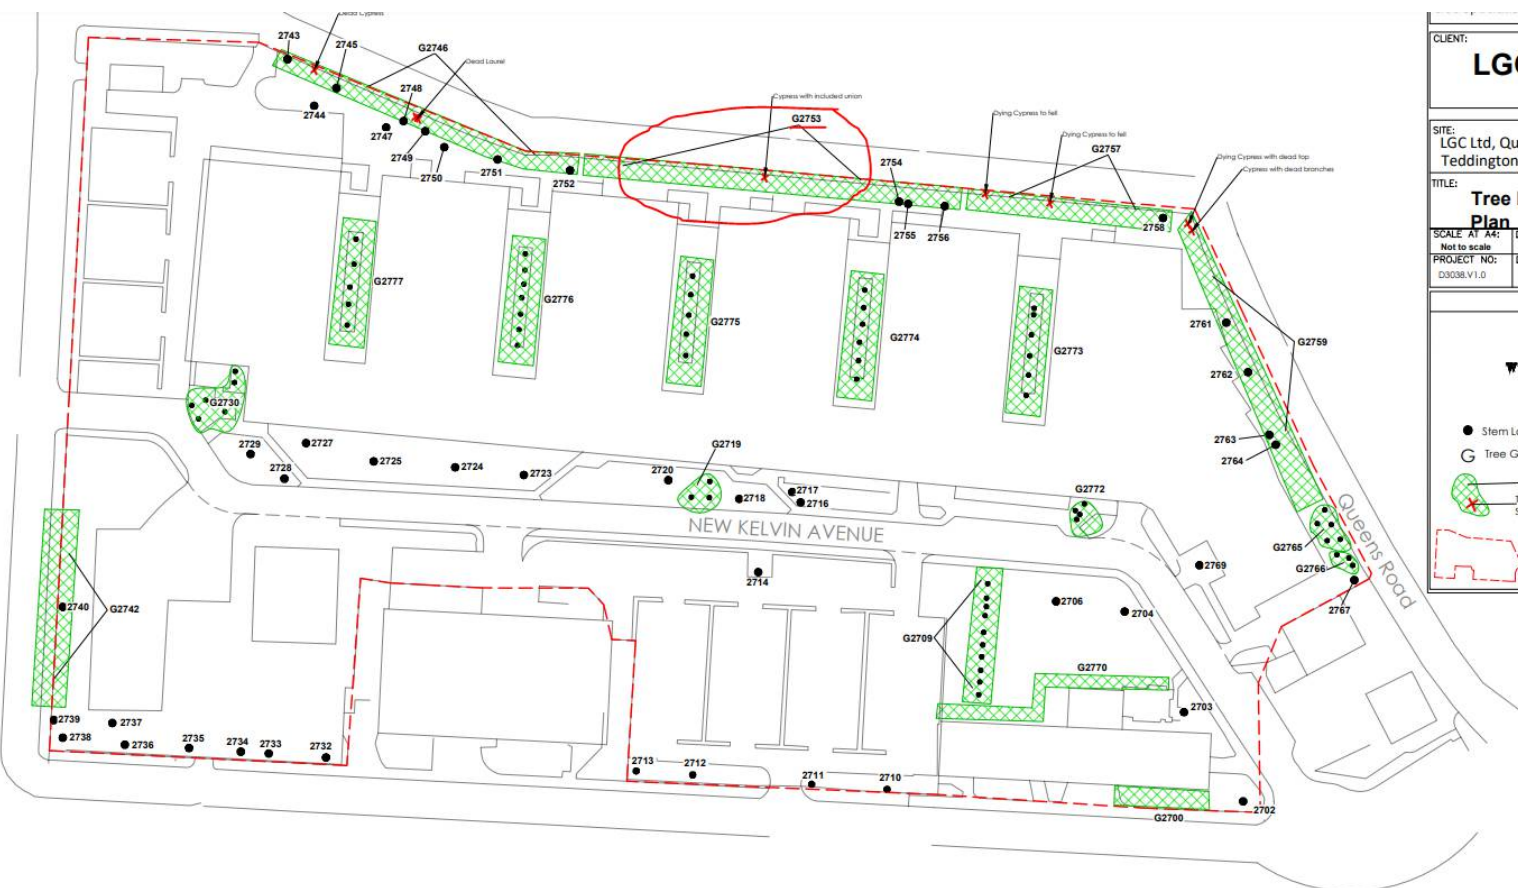 Dead Cypress
2743
2745
G2746
Dead Laurel
2748
2744
2747
2749
2750
2751
2752
Cypress with included union
G2753
Dying Cypress to fell
Dying Cypress to fell
G2757
2754
2755
2756
2758
Dying Cypress with dead top
Cypress with dead branches
G2777
G2776
G2775
G2774
G2773
2761
G2759
2762
2763
2764
G2730
2729
2728
2727
2725
2724
2723
G2719
2720
2718
2717
2716
G2772
NEW KELVIN AVENUE
Queens Road
G2765
G2766
2767
2769
2714
2706
2704
2740
G2742
G2709
G2770
2703
2739
2738
2737
2736
2735
2734
2733
2732
2713
2712
2711
2710
G2700
2702
CLIENT:
LGC
SITE:
LGC Ltd, Qu
Teddington
TITLE:
Tree
Plan
SCALE AT A4:
Not to scale
PROJECT NO:
D3038.V1.0
Stem Lo
G Tree G